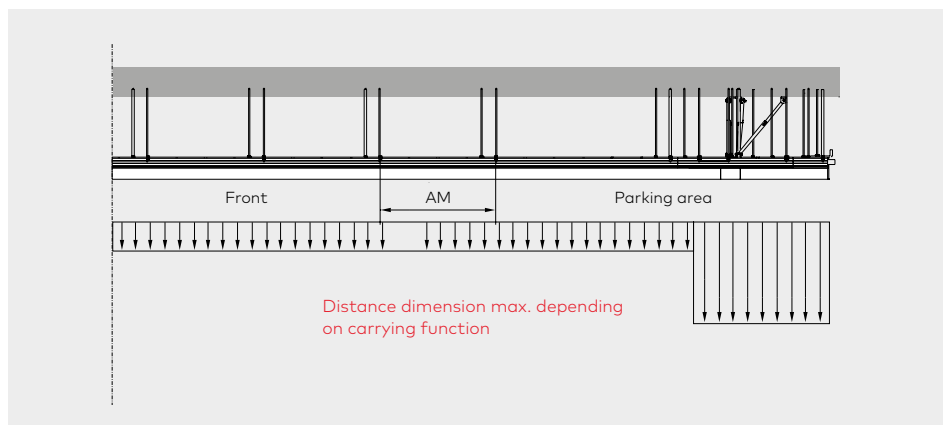 Front
AM
Parking area
Distance dimension max. depending
on carrying function